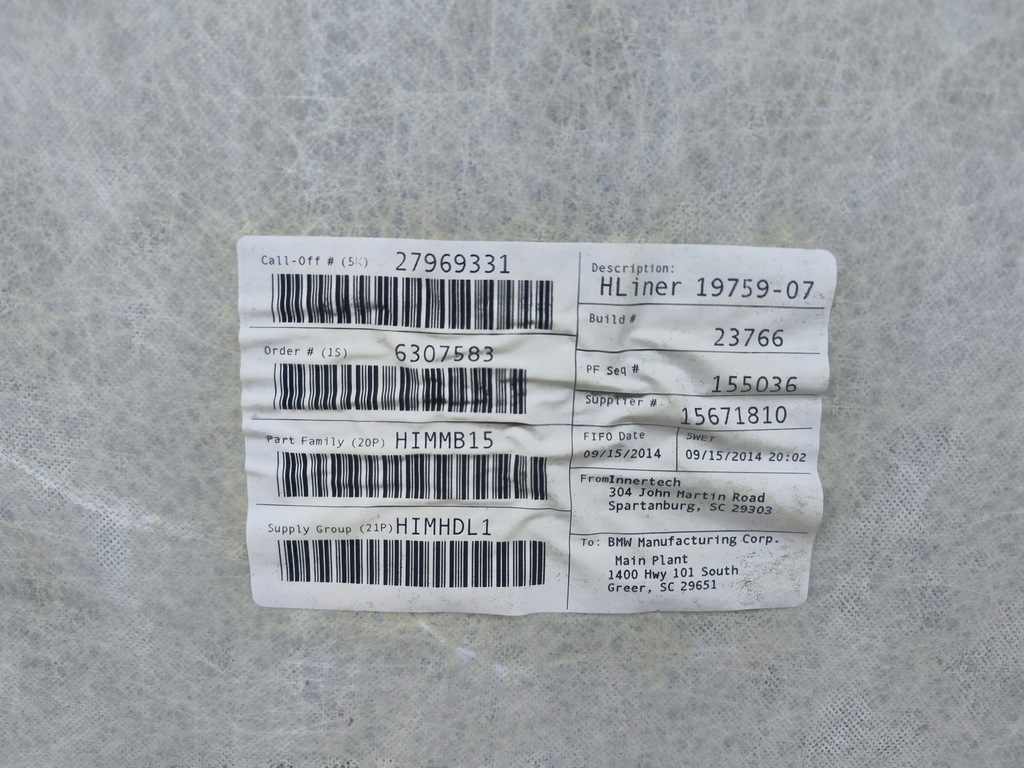 Call-Off # (5K) 27969331
Order # (1S) 6307583
Part Family (20P) HIMMB15
Supply Group (21P) HIMHDL1
Description:
HLiner 19759-07
Build #
23766
PF Seq #
155036
Supplier #
15671810
FIFO Date
09/15/2014
SWET
09/15/2014 20:02
From Innertech
304 John Martin Road
Spartanburg, SC 29303
To: BMW Manufacturing Corp.
Main Plant
1400 Hwy 101 South
Greer, SC 29651